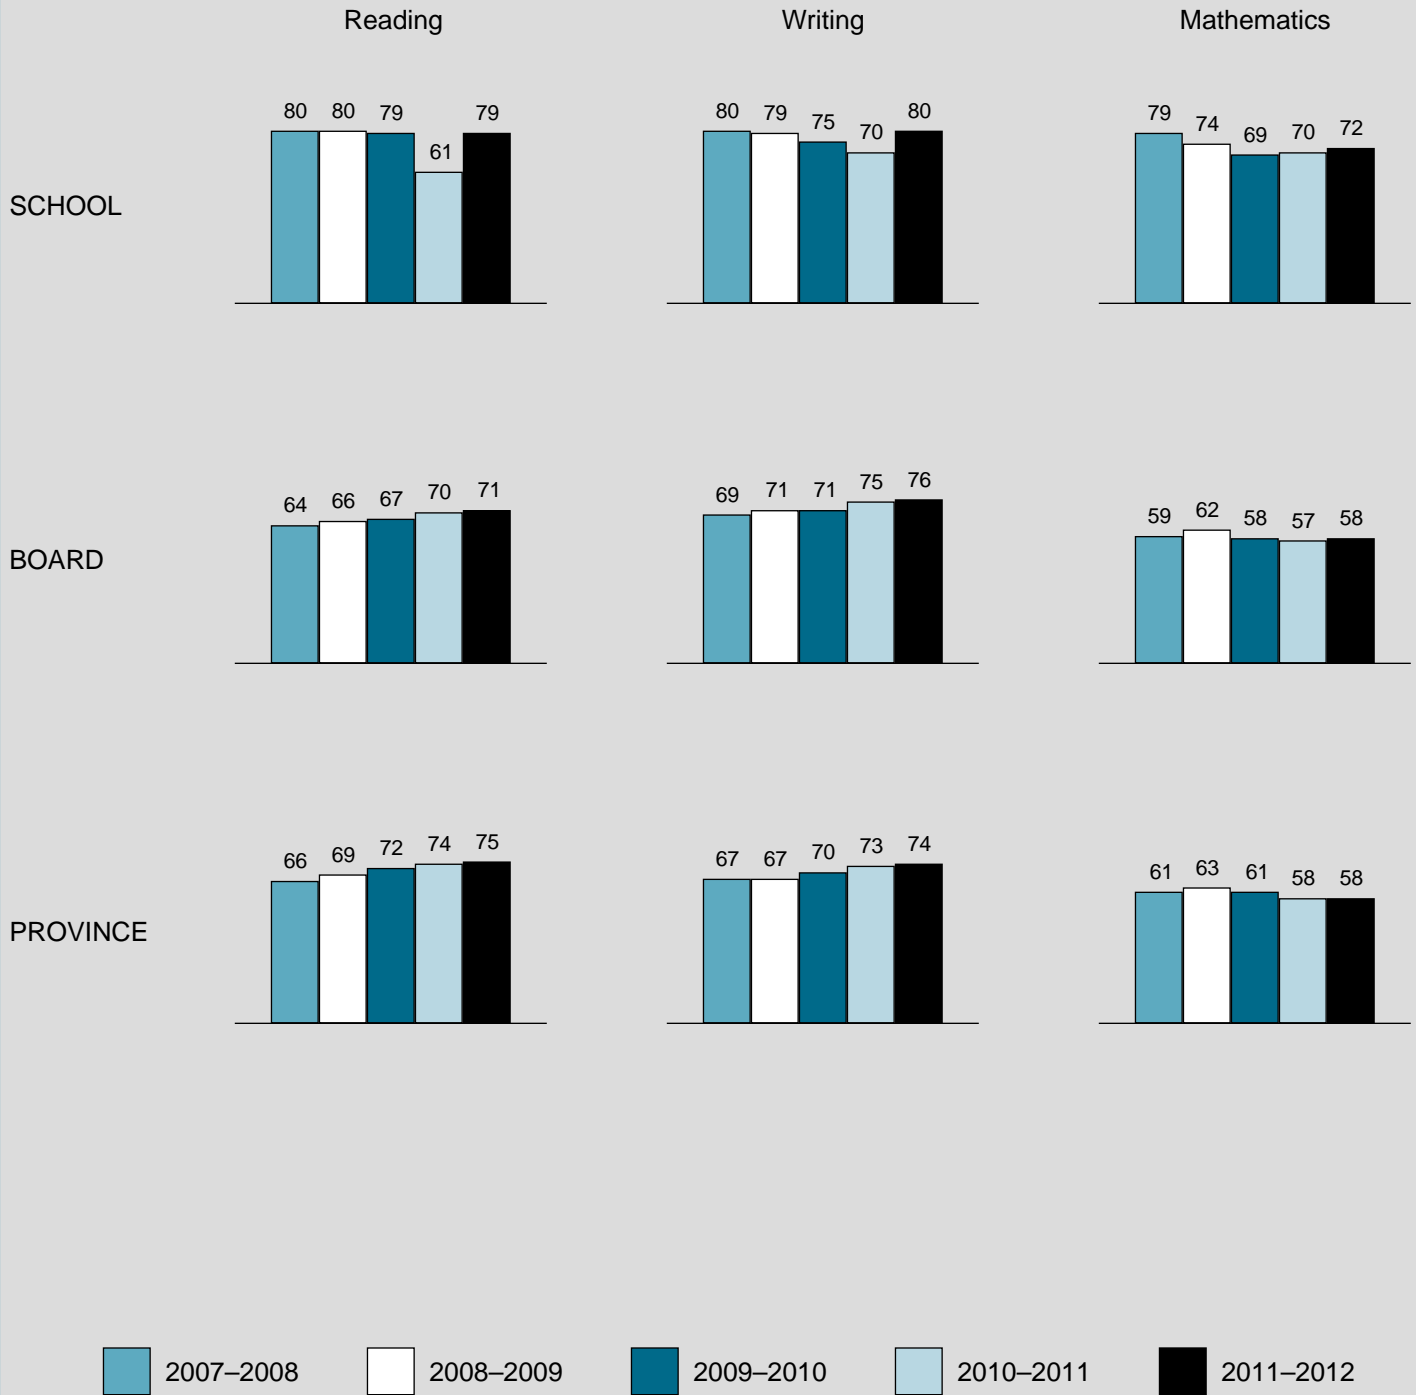 Reading Writing Mathematics
SCHOOL
80 80 79 61 79
80 79 75 70 80
79 74 69 70 72
BOARD
64 66 67 70 71
69 71 71 75 76
59 62 58 57 58
PROVINCE
66 69 72 74 75
67 67 70 73 74
61 63 61 58 58
2007–2008 2008–2009 2009–2010 2010–2011 2011–2012